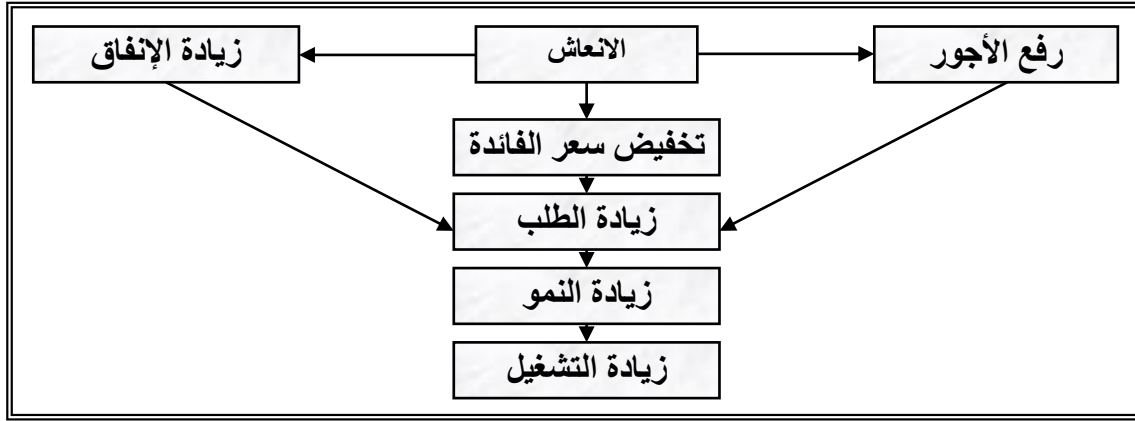 رفع الأجور
الانعاش
زيادة الإنفاق
تخفيض سعر الفائدة
زيادة الطلب
زيادة النمو
زيادة التشغيل